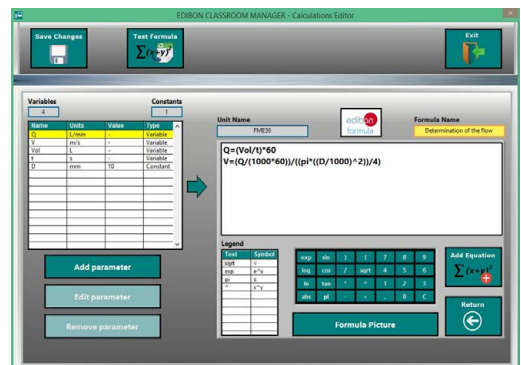 EDIBON CLASSROOM MANAGER - Calculations Editor
Save Changes
Test Formula
Σ(x+y)²
Exit
Variables
4
Constants
1
Name Units Value Type
Q L/min - Variable
V m/s - Variable
Vol L - Variable
t s - Variable
D mm 10 Constant
Add parameter
Edit parameter
Remove parameter
Unit Name
FME36
edibon
formula
Formula Name
Determination of the flow
Q=(Vol/t)*60
V=(Q/(1000*60))/((pi*((D/1000)^2))/4)
Legend
Text Symbol
sqrt √
exp e^x
pi
^ x^y
exp sin ) ( 7 8 9
log cos / sqrt 4 5 6
ln tan * ^ 1 2 3
abs pi - + . 0 C
Formula Picture
Add Equation
Σ(x+y)²
Return